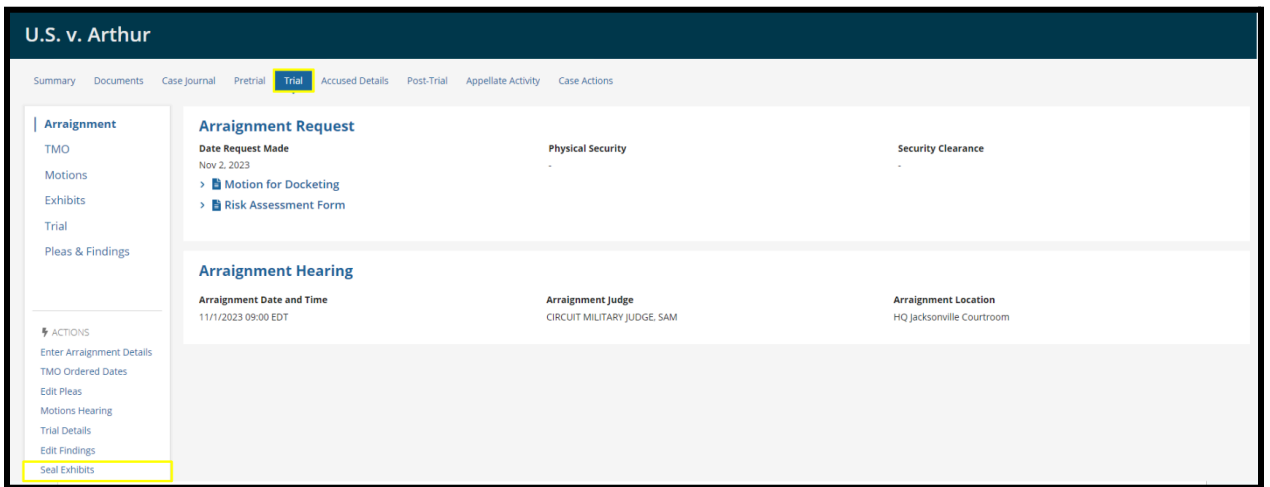 U.S. v. Arthur
Summary Documents Case Journal Pretrial Trial Accused Details Post-Trial Appellate Activity Case Actions
Arraignment
TMO
Motions
Exhibits
Trial
Pleas & Findings
ACTIONS
Enter Arraignment Details
TMO Ordered Dates
Edit Pleas
Motions Hearing
Trial Details
Edit Findings
Seal Exhibits
Arraignment Request
Date Request Made Physical Security Security Clearance
Nov 2, 2023 - -
> Motion for Docketing
> Risk Assessment Form
Arraignment Hearing
Arraignment Date and Time Arraignment Judge Arraignment Location
11/1/2023 09:00 EDT CIRCUIT MILITARY JUDGE, SAM HQ Jacksonville Courtroom